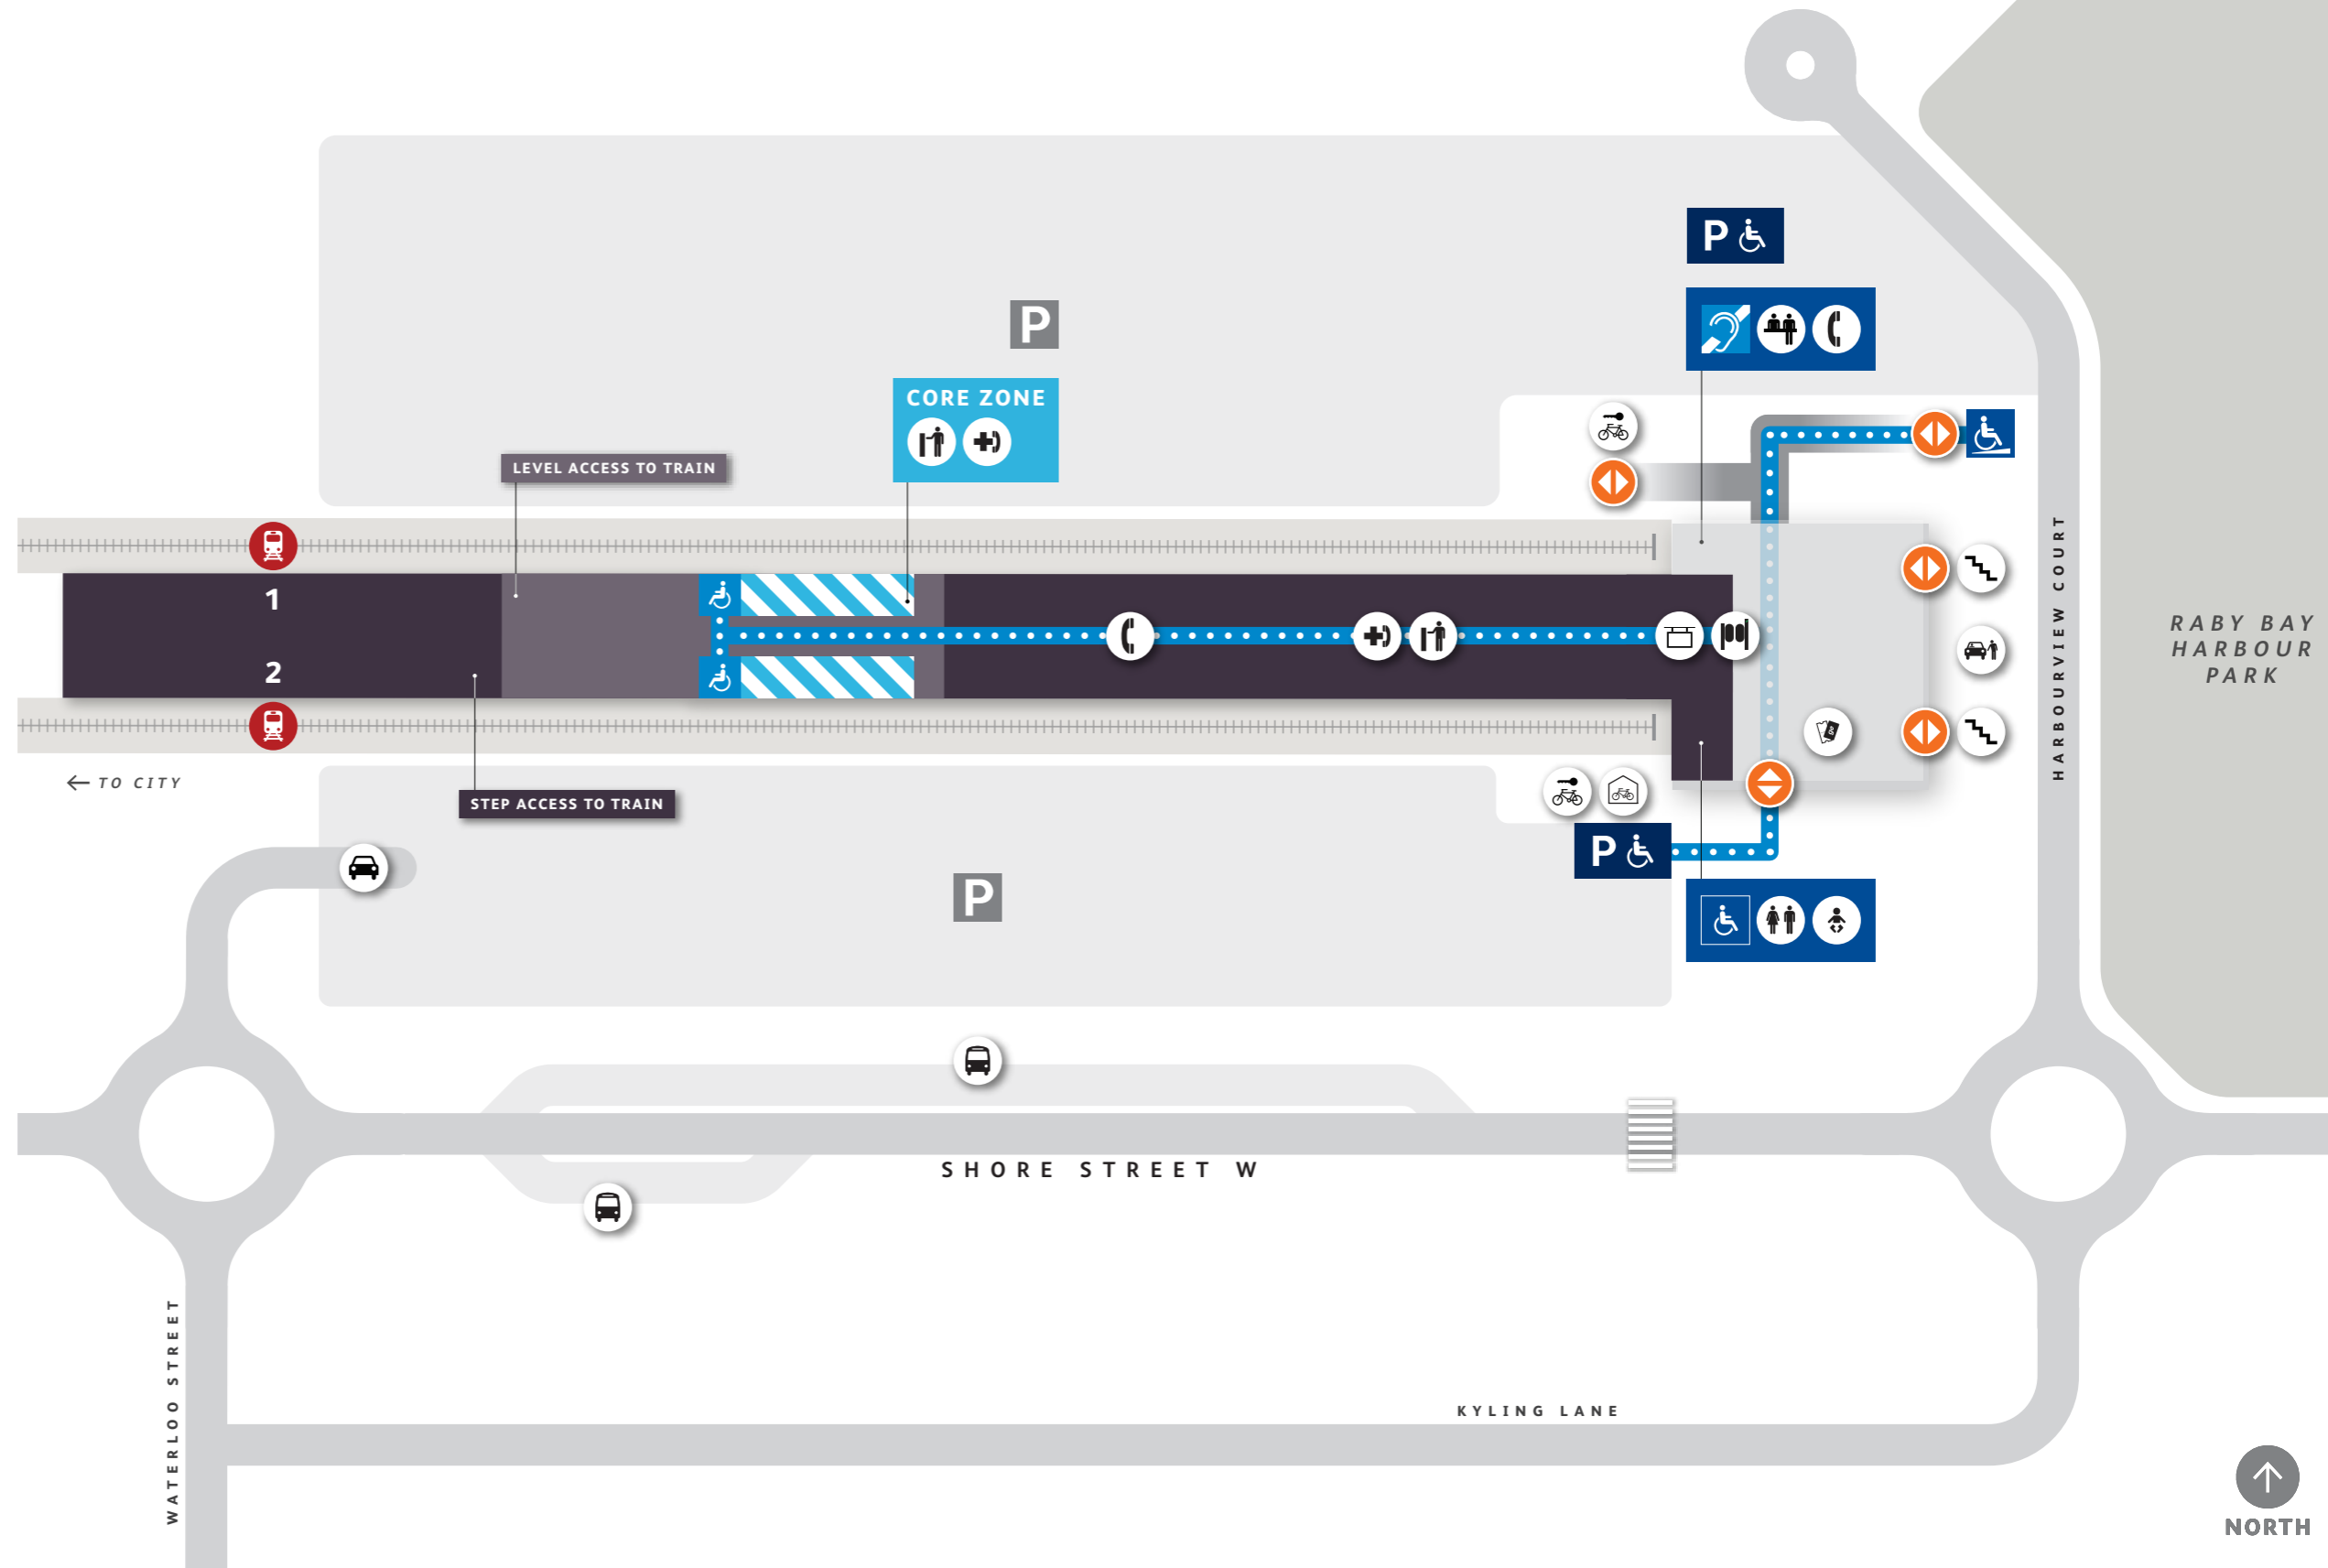 P
P
CORE ZONE
LEVEL ACCESS TO TRAIN
1
2
HARBOURVIEW COURT
RABY BAY
HARBOUR
PARK
← TO CITY
STEP ACCESS TO TRAIN
P
P
SHORE STREET W
WATERLOO STREET
KYLING LANE
NORTH